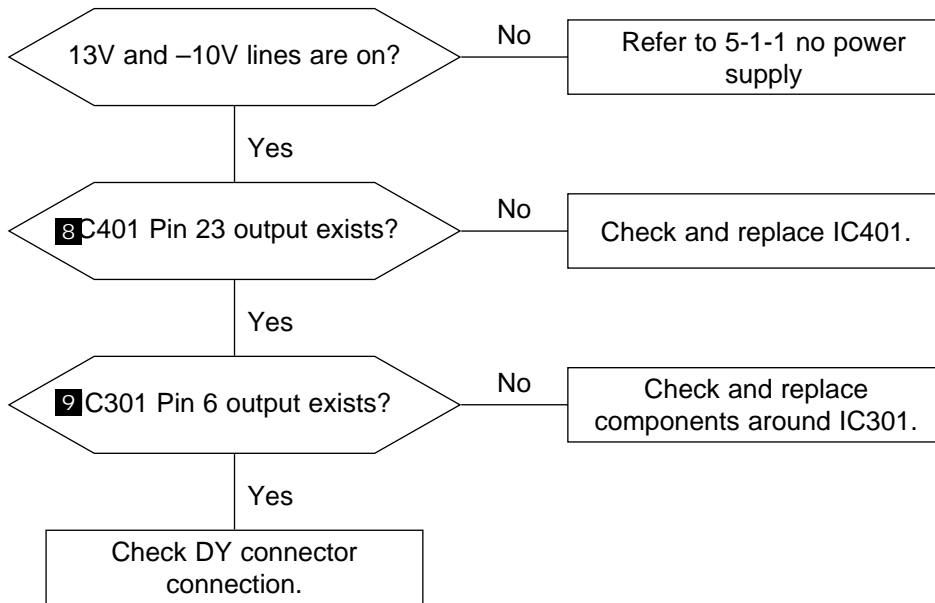 13V and –10V lines are on?
No
Refer to 5-1-1 no power
supply
Yes
8 C401 Pin 23 output exists?
No
Check and replace IC401.
Yes
9 C301 Pin 6 output exists?
No
Check and replace
components around IC301.
Yes
Check DY connector
connection.